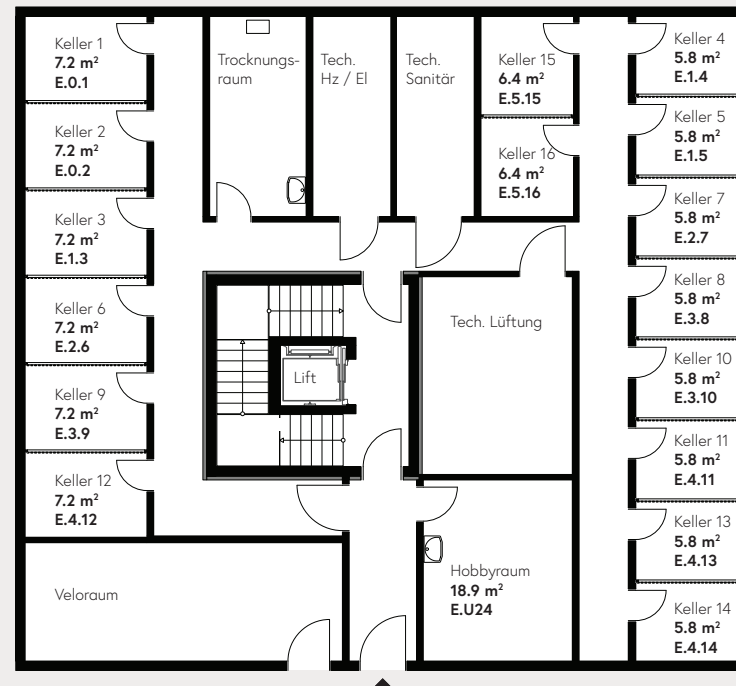 Keller 1
7.2 m²
E.0.1
Keller 2
7.2 m²
E.0.2
Keller 3
7.2 m²
E.1.3
Keller 6
7.2 m²
E.2.6
Keller 9
7.2 m²
E.3.9
Keller 12
7.2 m²
E.4.12
Veloraum
Trocknungs-
raum
Tech.
Hz / El
Tech.
Sanitär
Keller 15
6.4 m²
E.5.15
Keller 16
6.4 m²
E.5.16
Lift
Tech. Lüftung
Hobbyraum
18.9 m²
E.U24
Keller 4
5.8 m²
E.1.4
Keller 5
5.8 m²
E.1.5
Keller 7
5.8 m²
E.2.7
Keller 8
5.8 m²
E.3.8
Keller 10
5.8 m²
E.3.10
Keller 11
5.8 m²
E.4.11
Keller 13
5.8 m²
E.4.13
Keller 14
5.8 m²
E.4.14